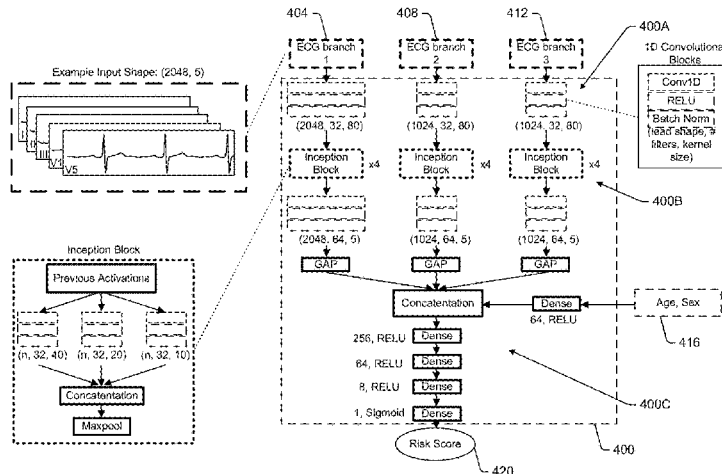 404
408
412
400A
ECG branch
1
ECG branch
2
ECG branch
3
1D Convolutional
Blocks
Example Input Shape: (2048, 5)
Conv1D
RELU
Batch Norm
(lead shape, #
filters, kernel
size)
V5
(2048, 32, 80)
(1024, 32, 80)
(1024, 32, 80)
Inception
Block
x4
Inception
Block
x4
Inception
Block
x4
400B
(2048, 64, 5)
(1024, 64, 5)
(1024, 64, 5)
GAP
GAP
GAP
Inception Block
Previous Activations
(n, 32, 40)
(n, 32, 20)
(n, 32, 10)
Concatentation
Maxpool
Concatentation
Dense
64, RELU
Age, Sex
416
256, RELU
Dense
64, RELU
Dense
8, RELU
Dense
1, Sigmoid
Dense
400C
400
Risk Score
420